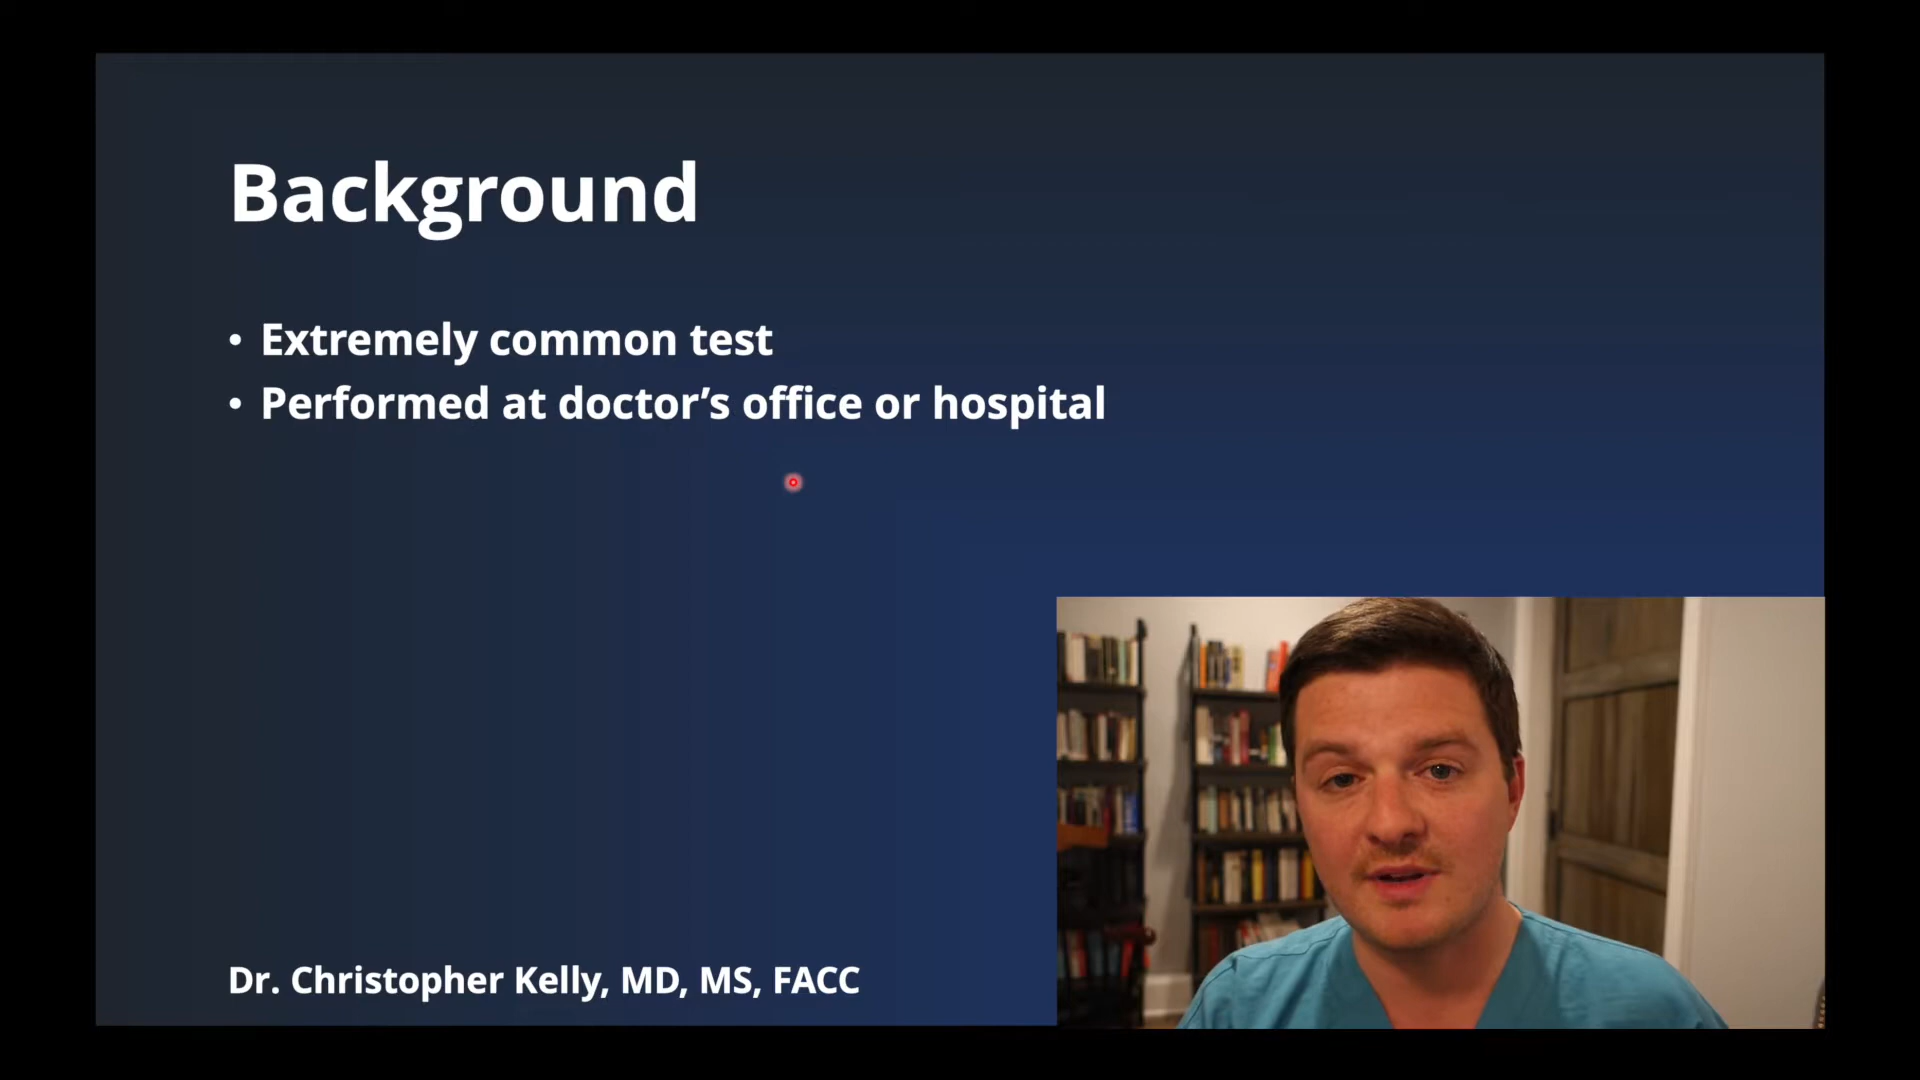 Background
• Extremely common test
• Performed at doctor’s office or hospital
Dr. Christopher Kelly, MD, MS, FACC